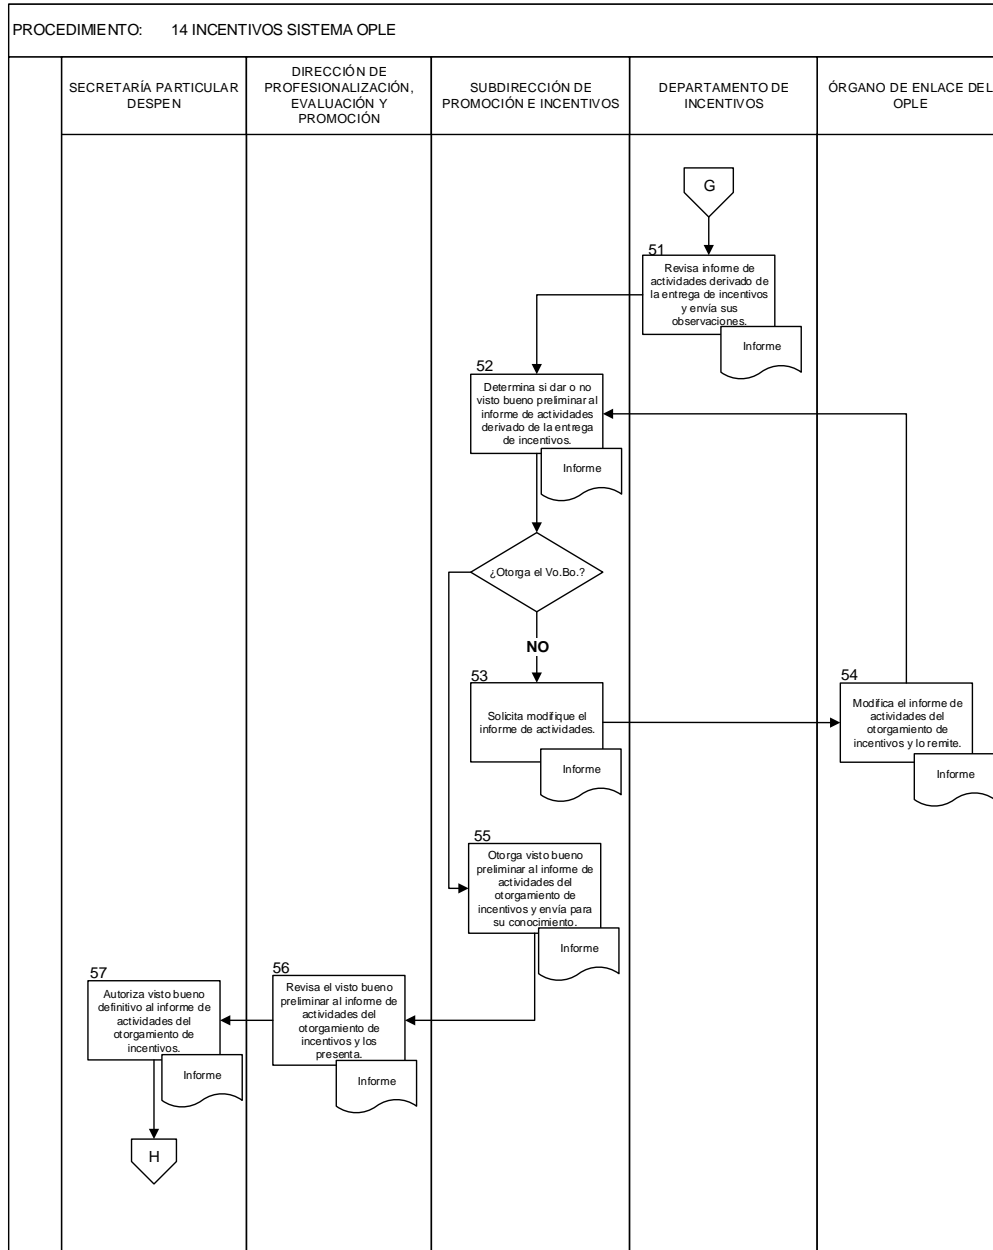 PROCEDIMIENTO: 14 INCENTIVOS SISTEMA OPLE
SECRETARÍA PARTICULAR
DESPEN
DIRECCIÓN DE
PROFESIONALIZACIÓN,
EVALUACIÓN Y
PROMOCIÓN
SUBDIRECCIÓN DE
PROMOCIÓN E INCENTIVOS
DEPARTAMENTO DE
INCENTIVOS
ÓRGANO DE ENLACE DEL
OPLE
G
51
Revisa informe de
actividades derivado de
la entrega de incentivos
y envía sus
observaciones.
Informe
52
Determina si dar o no
visto bueno preliminar al
informe de actividades
derivado de la entrega
de incentivos.
Informe
¿Otorga el Vo.Bo.?
NO
53
Solicita modifique el
informe de actividades.
Informe
54
Modifica el informe de
actividades del
otorgamiento de
incentivos y lo remite.
Informe
55
Otorga visto bueno
preliminar al informe de
actividades del
otorgamiento de
incentivos y envía para
su conocimiento.
Informe
56
Revisa el visto bueno
preliminar al informe de
actividades del
otorgamiento de
incentivos y los
presenta.
Informe
57
Autoriza visto bueno
definitivo al informe de
actividades del
otorgamiento de
incentivos.
Informe
H